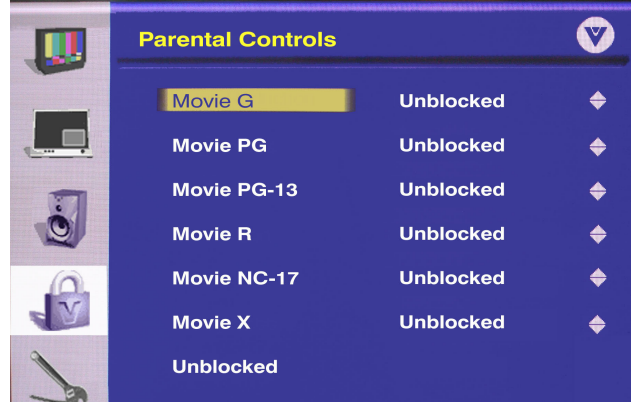 Parental Controls
V
Movie G Unblocked
Movie PG Unblocked
Movie PG-13 Unblocked
Movie R Unblocked
Movie NC-17 Unblocked
Movie X Unblocked
V
Unblocked